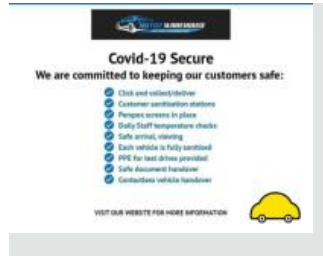 MOTOR WAREHOUSE
Covid-19 Secure
We are committed to keeping our customers safe:
Click and collect/deliver
Customer sanitisation stations
Perspex screens in place
Daily Staff temperature checks
Safe arrival, viewing
Each vehicle is fully sanitised
PPE for test drives provided
Safe document handover
Contactless vehicle handover
VISIT OUR WEBSITE FOR MORE INFORMATION